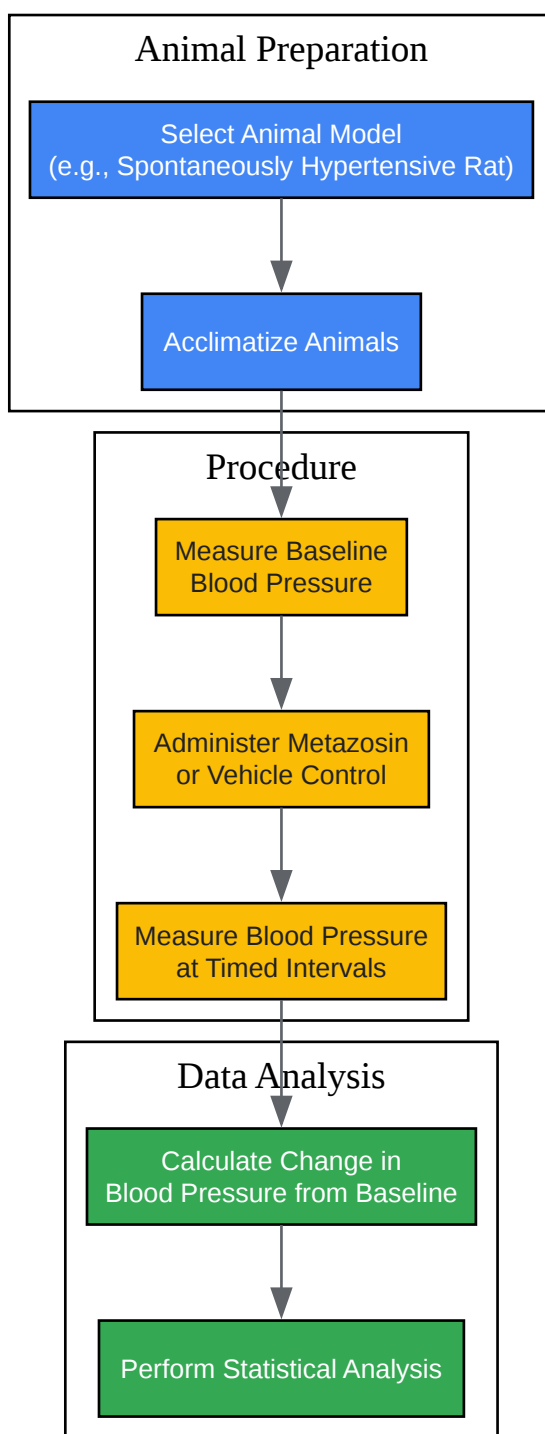 Animal Preparation
Select Animal Model
(e.g., Spontaneously Hypertensive Rat)
Acclimatize Animals
Procedure
Measure Baseline
Blood Pressure
Administer Metazosin
or Vehicle Control
Measure Blood Pressure
at Timed Intervals
Data Analysis
Calculate Change in
Blood Pressure from Baseline
Perform Statistical Analysis